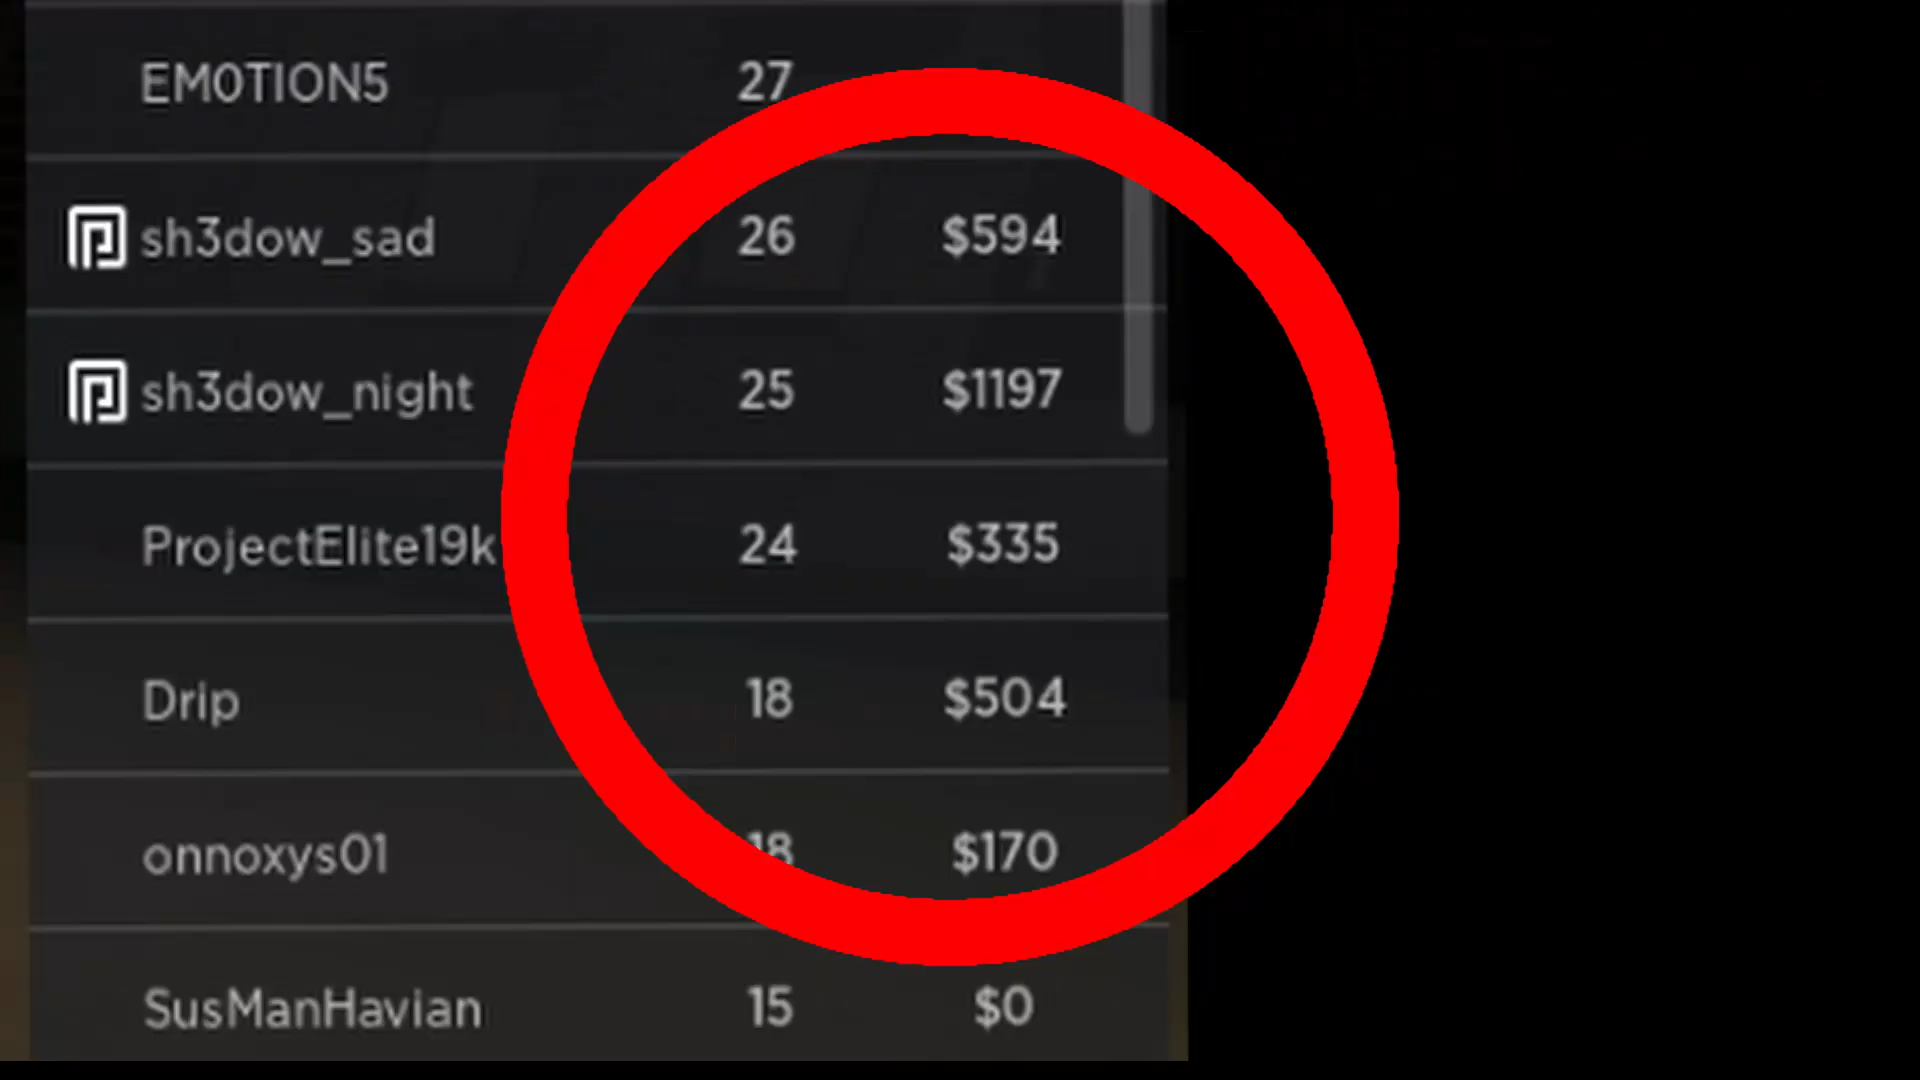 EM0TION5 27
sh3dow_sad 26 $594
sh3dow_night 25 $1197
ProjectElite19k 24 $335
Drip 18 $504
onnoxys01 18 $170
SusManHavian 15 $0